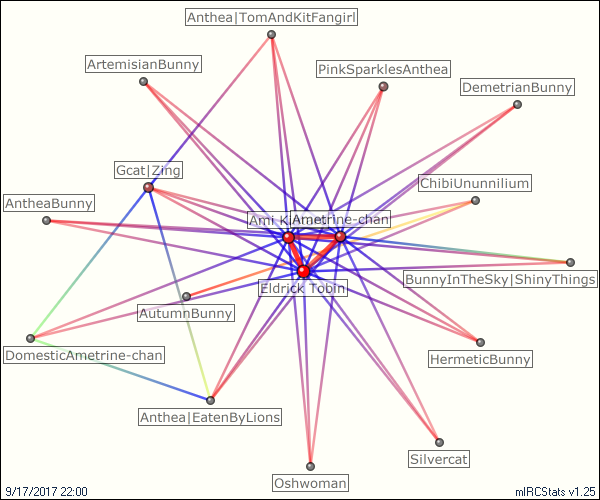 Anthea|TomAndKitFangirl
ArtemisianBunny
PinkSparklesAnthea
DemetrianBunny
Gcat|Zing
ChibiUnunnilium
AntheaBunny
Ami K
Ametrine-chan
BunnyInTheSky|ShinyThings
Eldrick Tobin
AutumnBunny
DomesticAmetrine-chan
HermeticBunny
Anthea|EatenByLions
Silvercat
Oshwoman
9/17/2017 22:00
mIRCStats v1.25